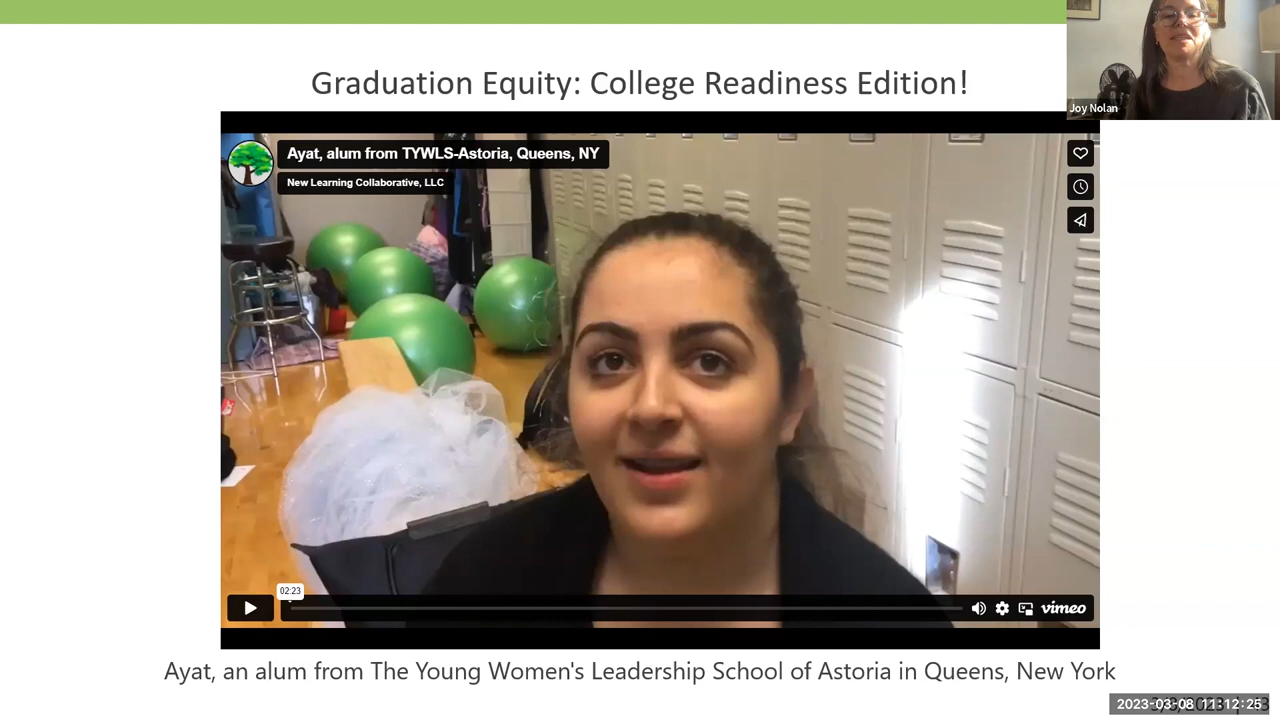 Graduation Equity: College Readiness Edition!
Joy Nolan
Ayat, alum from TYWLS-Astoria, Queens, NY
New Learning Collaborative, LLC
02:23
vimeo
Ayat, an alum from The Young Women's Leadership School of Astoria in Queens, New York
2023-03-08 11:12:25